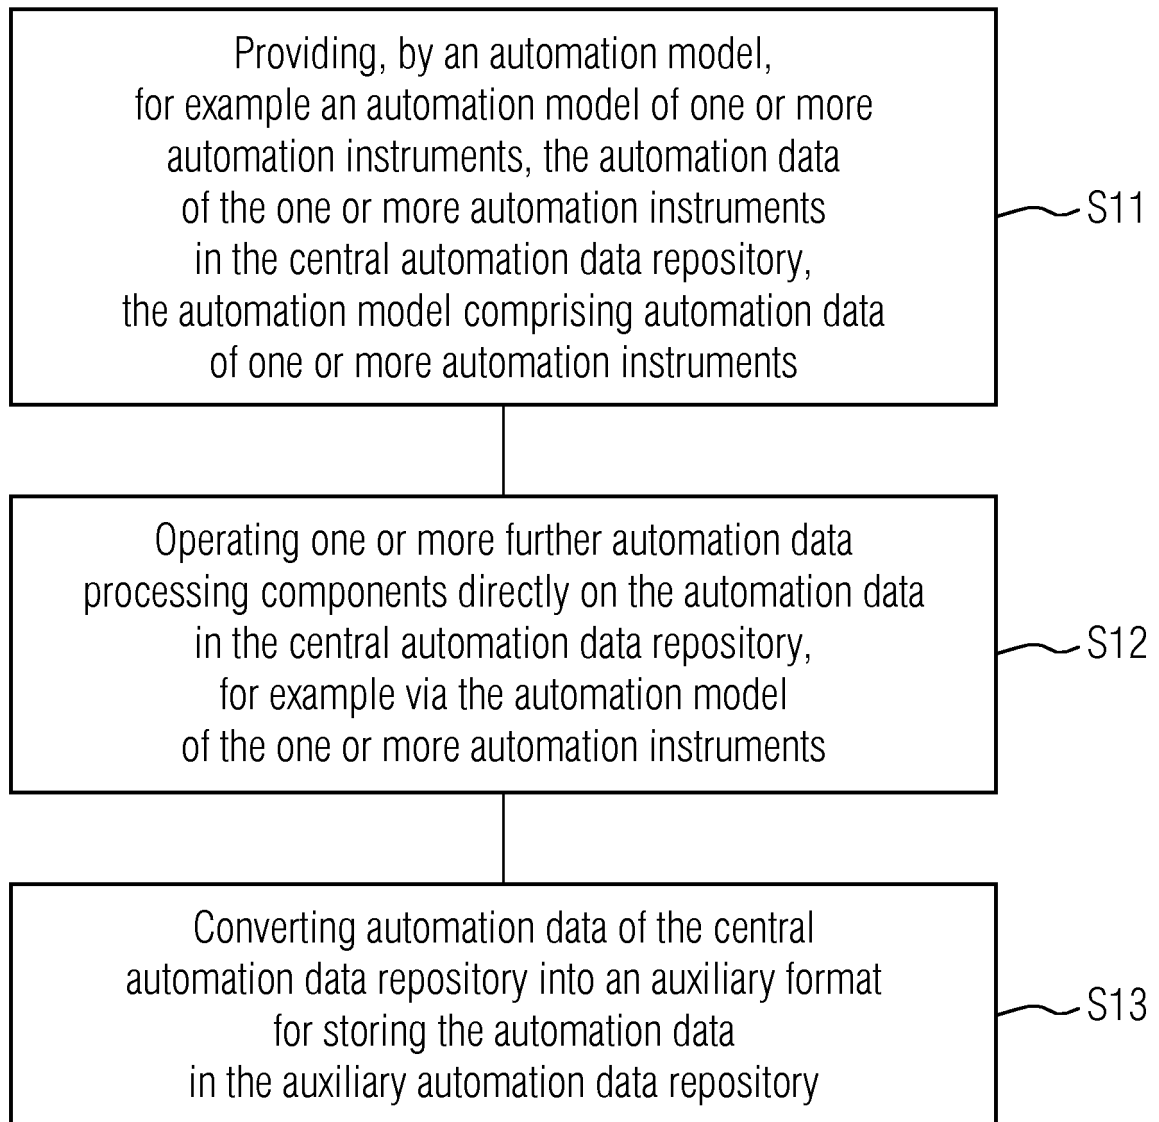 Providing, by an automation model,
for example an automation model of one or more
automation instruments, the automation data
of the one or more automation instruments
in the central automation data repository,
the automation model comprising automation data
of one or more automation instruments
S11
Operating one or more further automation data
processing components directly on the automation data
in the central automation data repository,
for example via the automation model
of the one or more automation instruments
S12
Converting automation data of the central
automation data repository into an auxiliary format
for storing the automation data
in the auxiliary automation data repository
S13